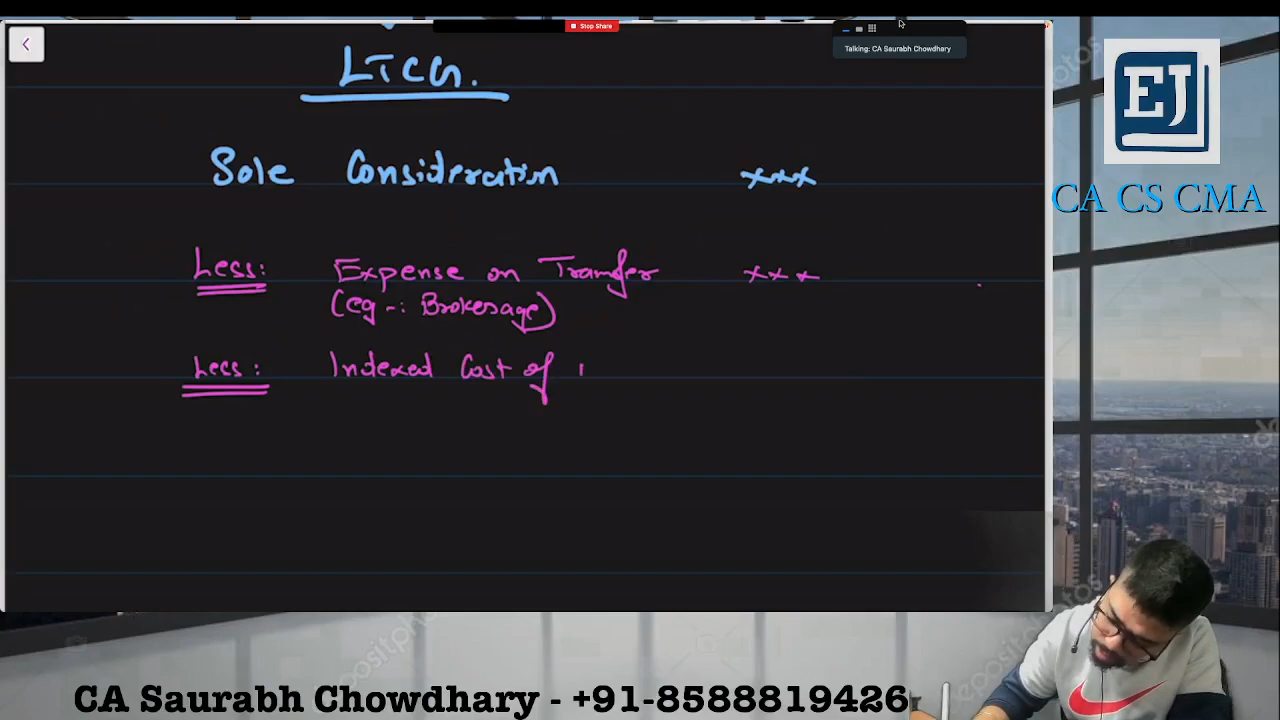 Stop Share
Talking: CA Saurabh Chowdhary
LTCG.
EJ
CA CS CMA
Sole Consideration xxx
Less: Expense on Transfer xxx
(eg -: Brokerage)
Less: Indexed Cost of
CA Saurabh Chowdhary - +91-8588819426